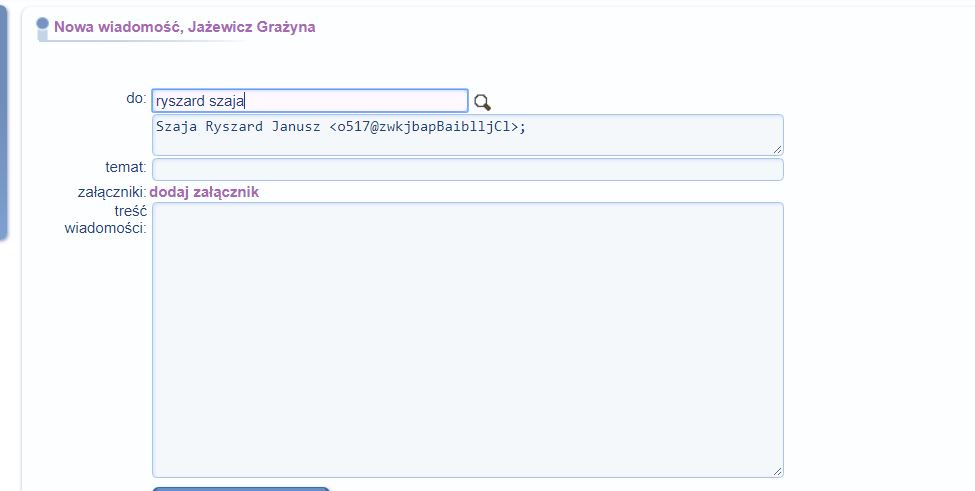 Nowa wiadomość, Jażewicz Grażyna
do: ryszard szaja
Szaja Ryszard Janusz <o517@zwkjbapBaiblljCl>;
temat:
załączniki: dodaj załącznik
treść
wiadomości: